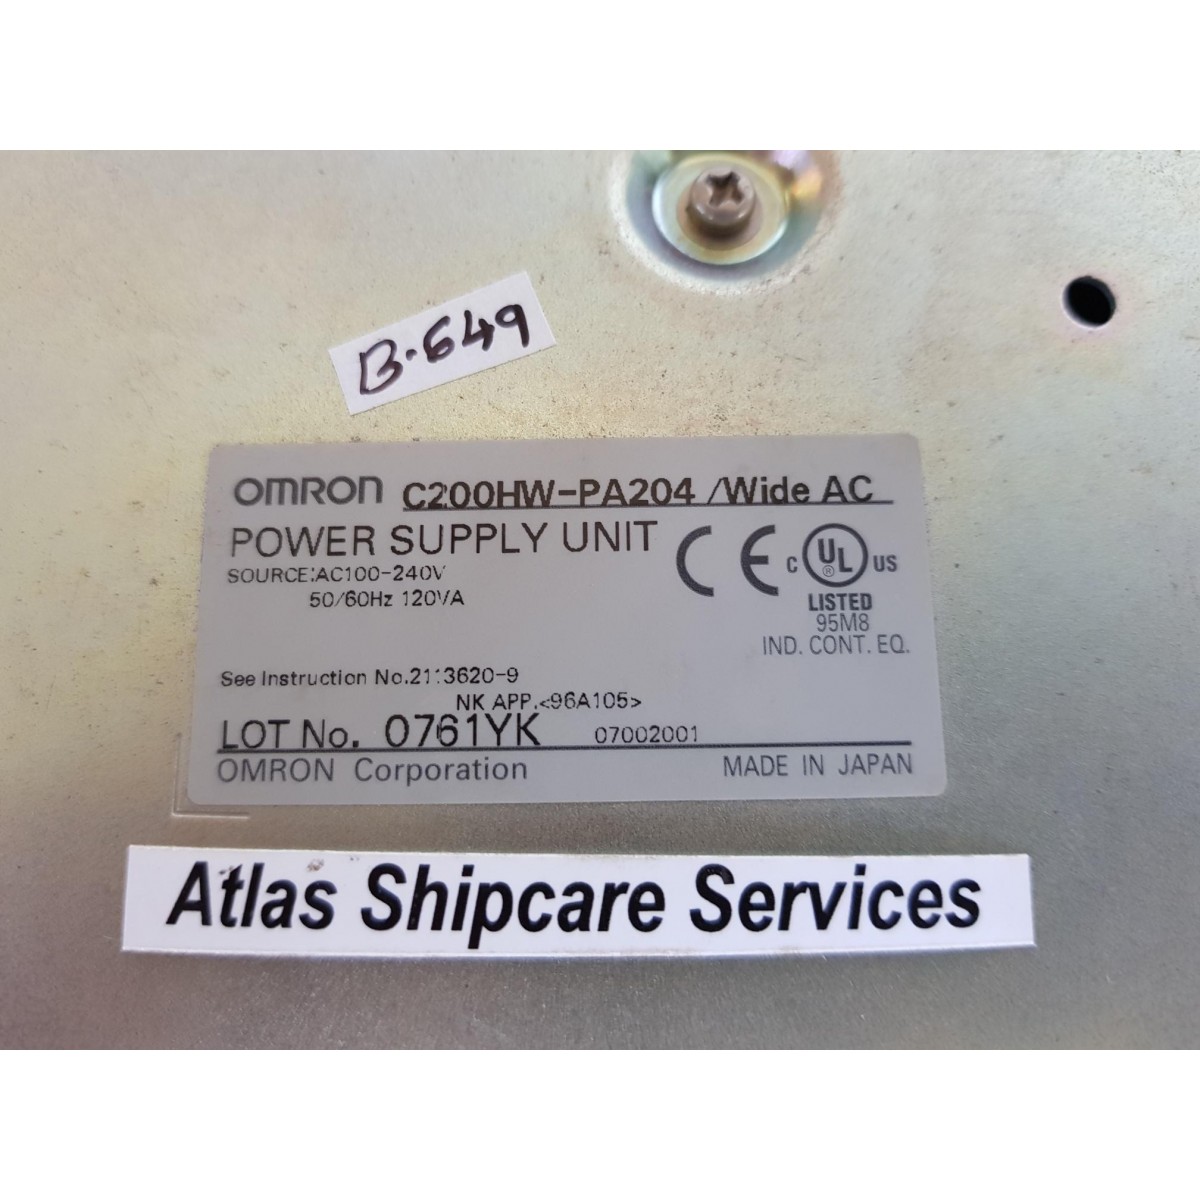 B-649
OMRON C200HW-PA204 /Wide AC
POWER SUPPLY UNIT
SOURCE:AC100-240V
50/60Hz 120VA
CE
C UL ® US
LISTED
95M8
IND. CONT. EQ.
See Instruction No.2113620-9
NK APP.<96A105>
LOT No. 0761YK 07002001
OMRON Corporation MADE IN JAPAN
Atlas Shipcare Services